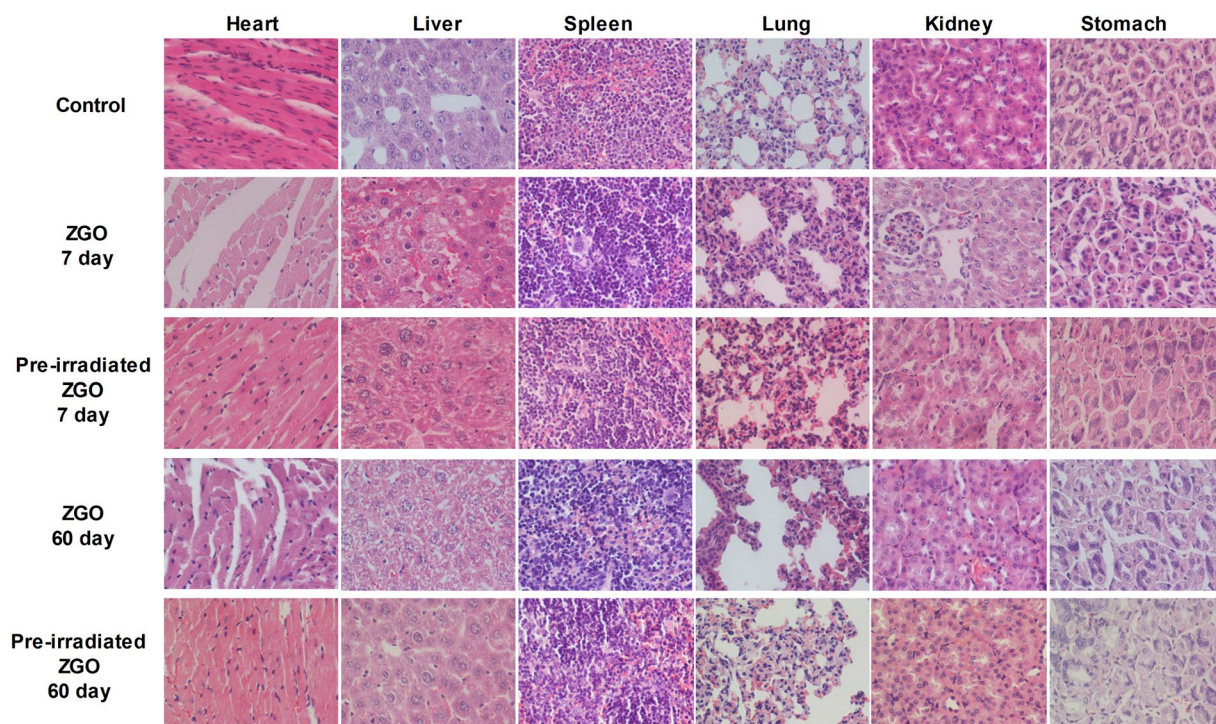 Heart Liver Spleen Lung Kidney Stomach
Control
ZGO
7 day
Pre-irradiated
ZGO
7 day
ZGO
60 day
Pre-irradiated
ZGO
60 day